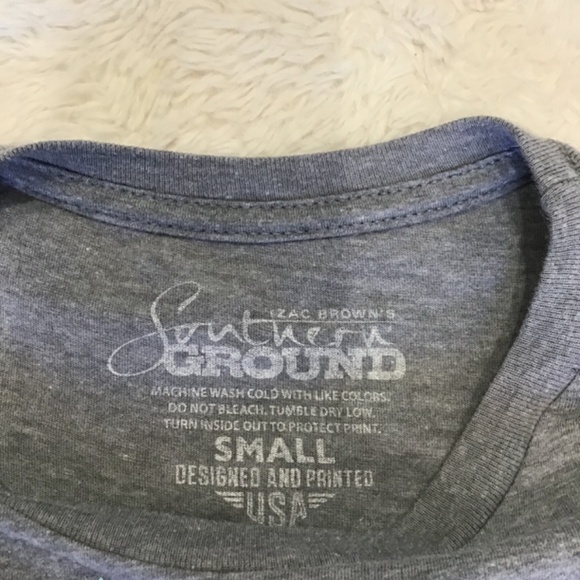 ZAC BROWN'S
Southern
GROUND
MACHINE WASH COLD WITH LIKE COLORS.
DO NOT BLEACH. TUMBLE DRY LOW.
TURN INSIDE OUT TO PROTECT PRINT.
SMALL
DESIGNED AND PRINTED
USA